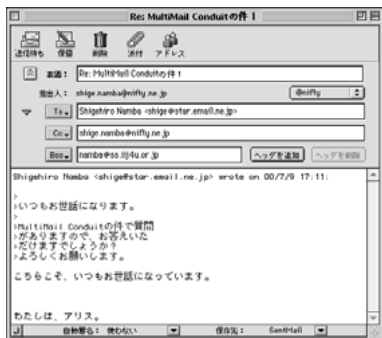 Re: MultiMail Conduitの件 1
送信待ち 保留 削除 添付 アドレス
表題： Re: MultiMail Conduitの件 1
差出人： shige.namba@nifty.ne.jp @nifty
To Shigehiro Namba <shige@star.email.ne.jp>
Cc shige.namba@nifty.ne.jp
Bcc namba@ss.iij4u.or.jp ヘッダを追加 ヘッダを削除
Shigehiro Namba <shige@star.email.ne.jp> wrote on 00/7/9 17:11:
>
>いつもお世話になります。
>
>MultiMail Conduitの件で質問
>がありますので、お答えいた
>だけますでしょうか？
>よろしくお願いします。
こちらこそ、いつもお世話になっています。
わたしは、アリス。
自動署名： 使わない 保存先： SentMail